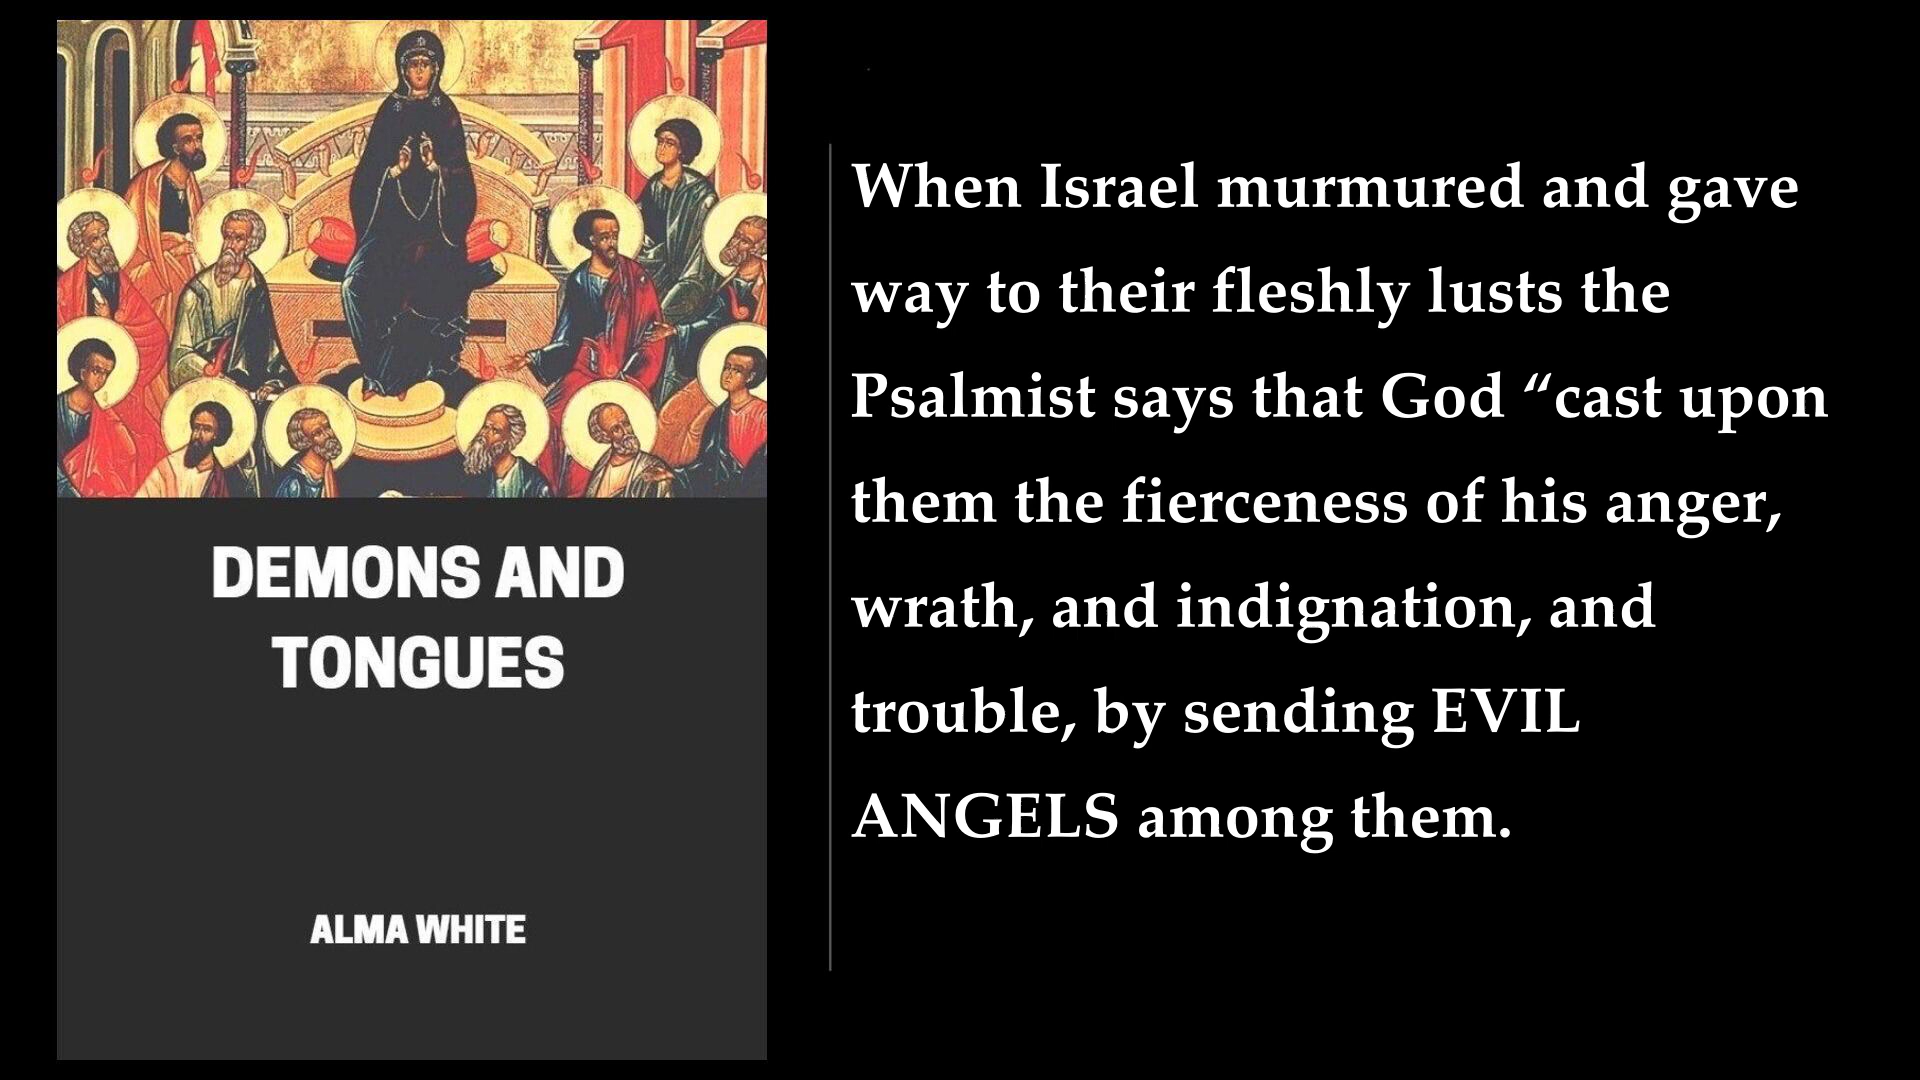 DEMONS AND
TONGUES
ALMA WHITE
When Israel murmured and gave
way to their fleshly lusts the
Psalmist says that God “cast upon
them the fierceness of his anger,
wrath, and indignation, and
trouble, by sending EVIL
ANGELS among them.